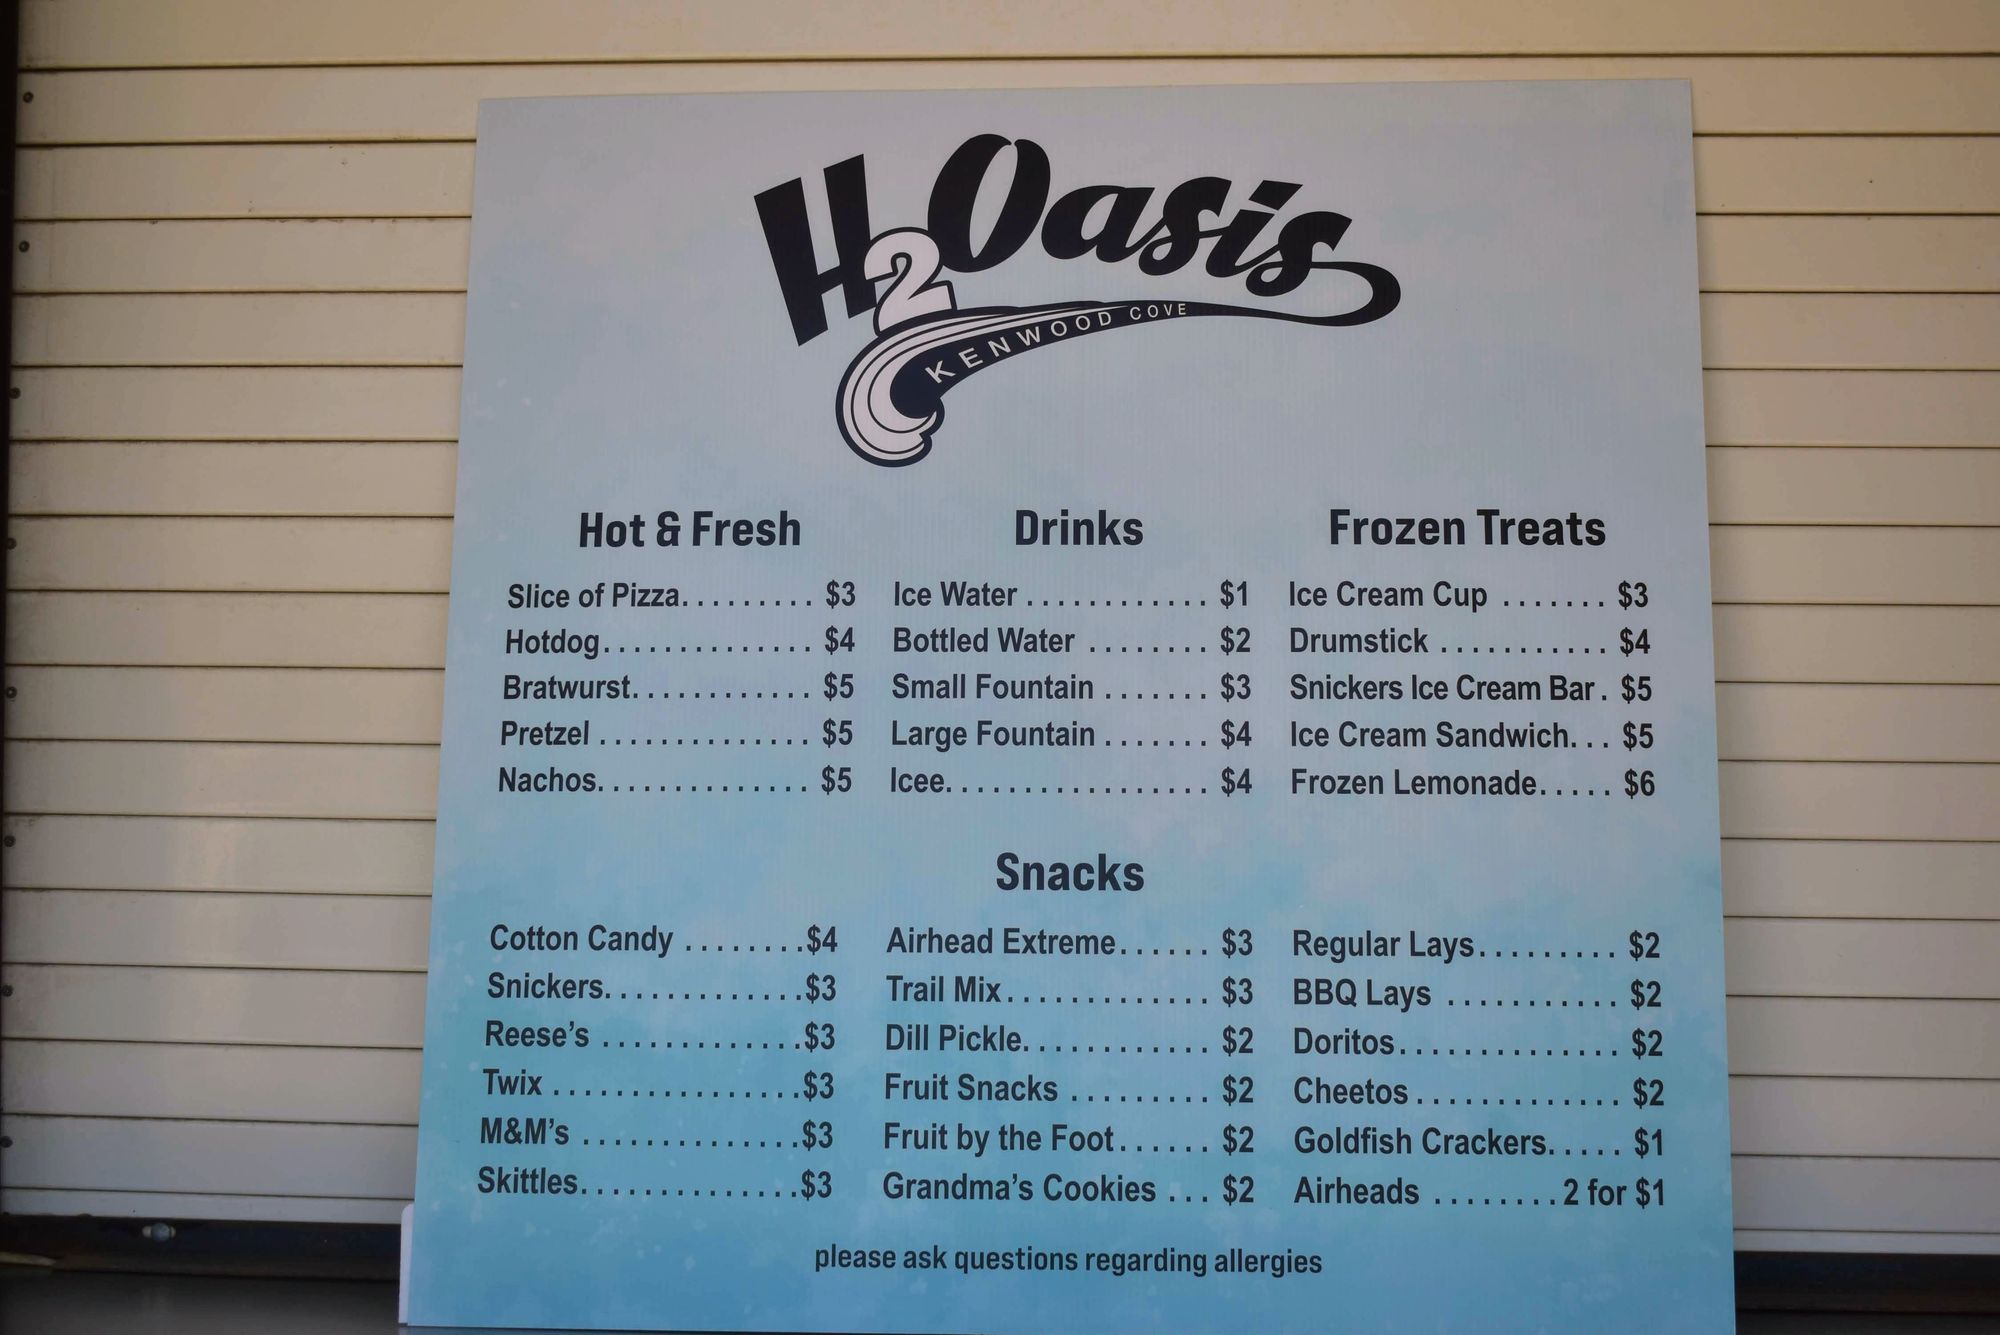 H2Oasis
KENWOOD COVE
Hot & Fresh
Slice of Pizza......... $3
Hotdog.............. $4
Bratwurst............ $5
Pretzel .............. $5
Nachos.............. $5
Drinks
Ice Water ............ $1
Bottled Water ........ $2
Small Fountain ....... $3
Large Fountain ....... $4
Icee................. $4
Frozen Treats
Ice Cream Cup ....... $3
Drumstick ........... $4
Snickers Ice Cream Bar. $5
Ice Cream Sandwich... $5
Frozen Lemonade..... $6
Snacks
Cotton Candy ........$4
Snickers.............$3
Reese's .............$3
Twix ................$3
M&M's ..............$3
Skittles..............$3
Airhead Extreme...... $3
Trail Mix............. $3
Dill Pickle............ $2
Fruit Snacks ......... $2
Fruit by the Foot...... $2
Grandma's Cookies ... $2
Regular Lays......... $2
BBQ Lays ........... $2
Doritos.............. $2
Cheetos............. $2
Goldfish Crackers..... $1
Airheads ........2 for $1
please ask questions regarding allergies